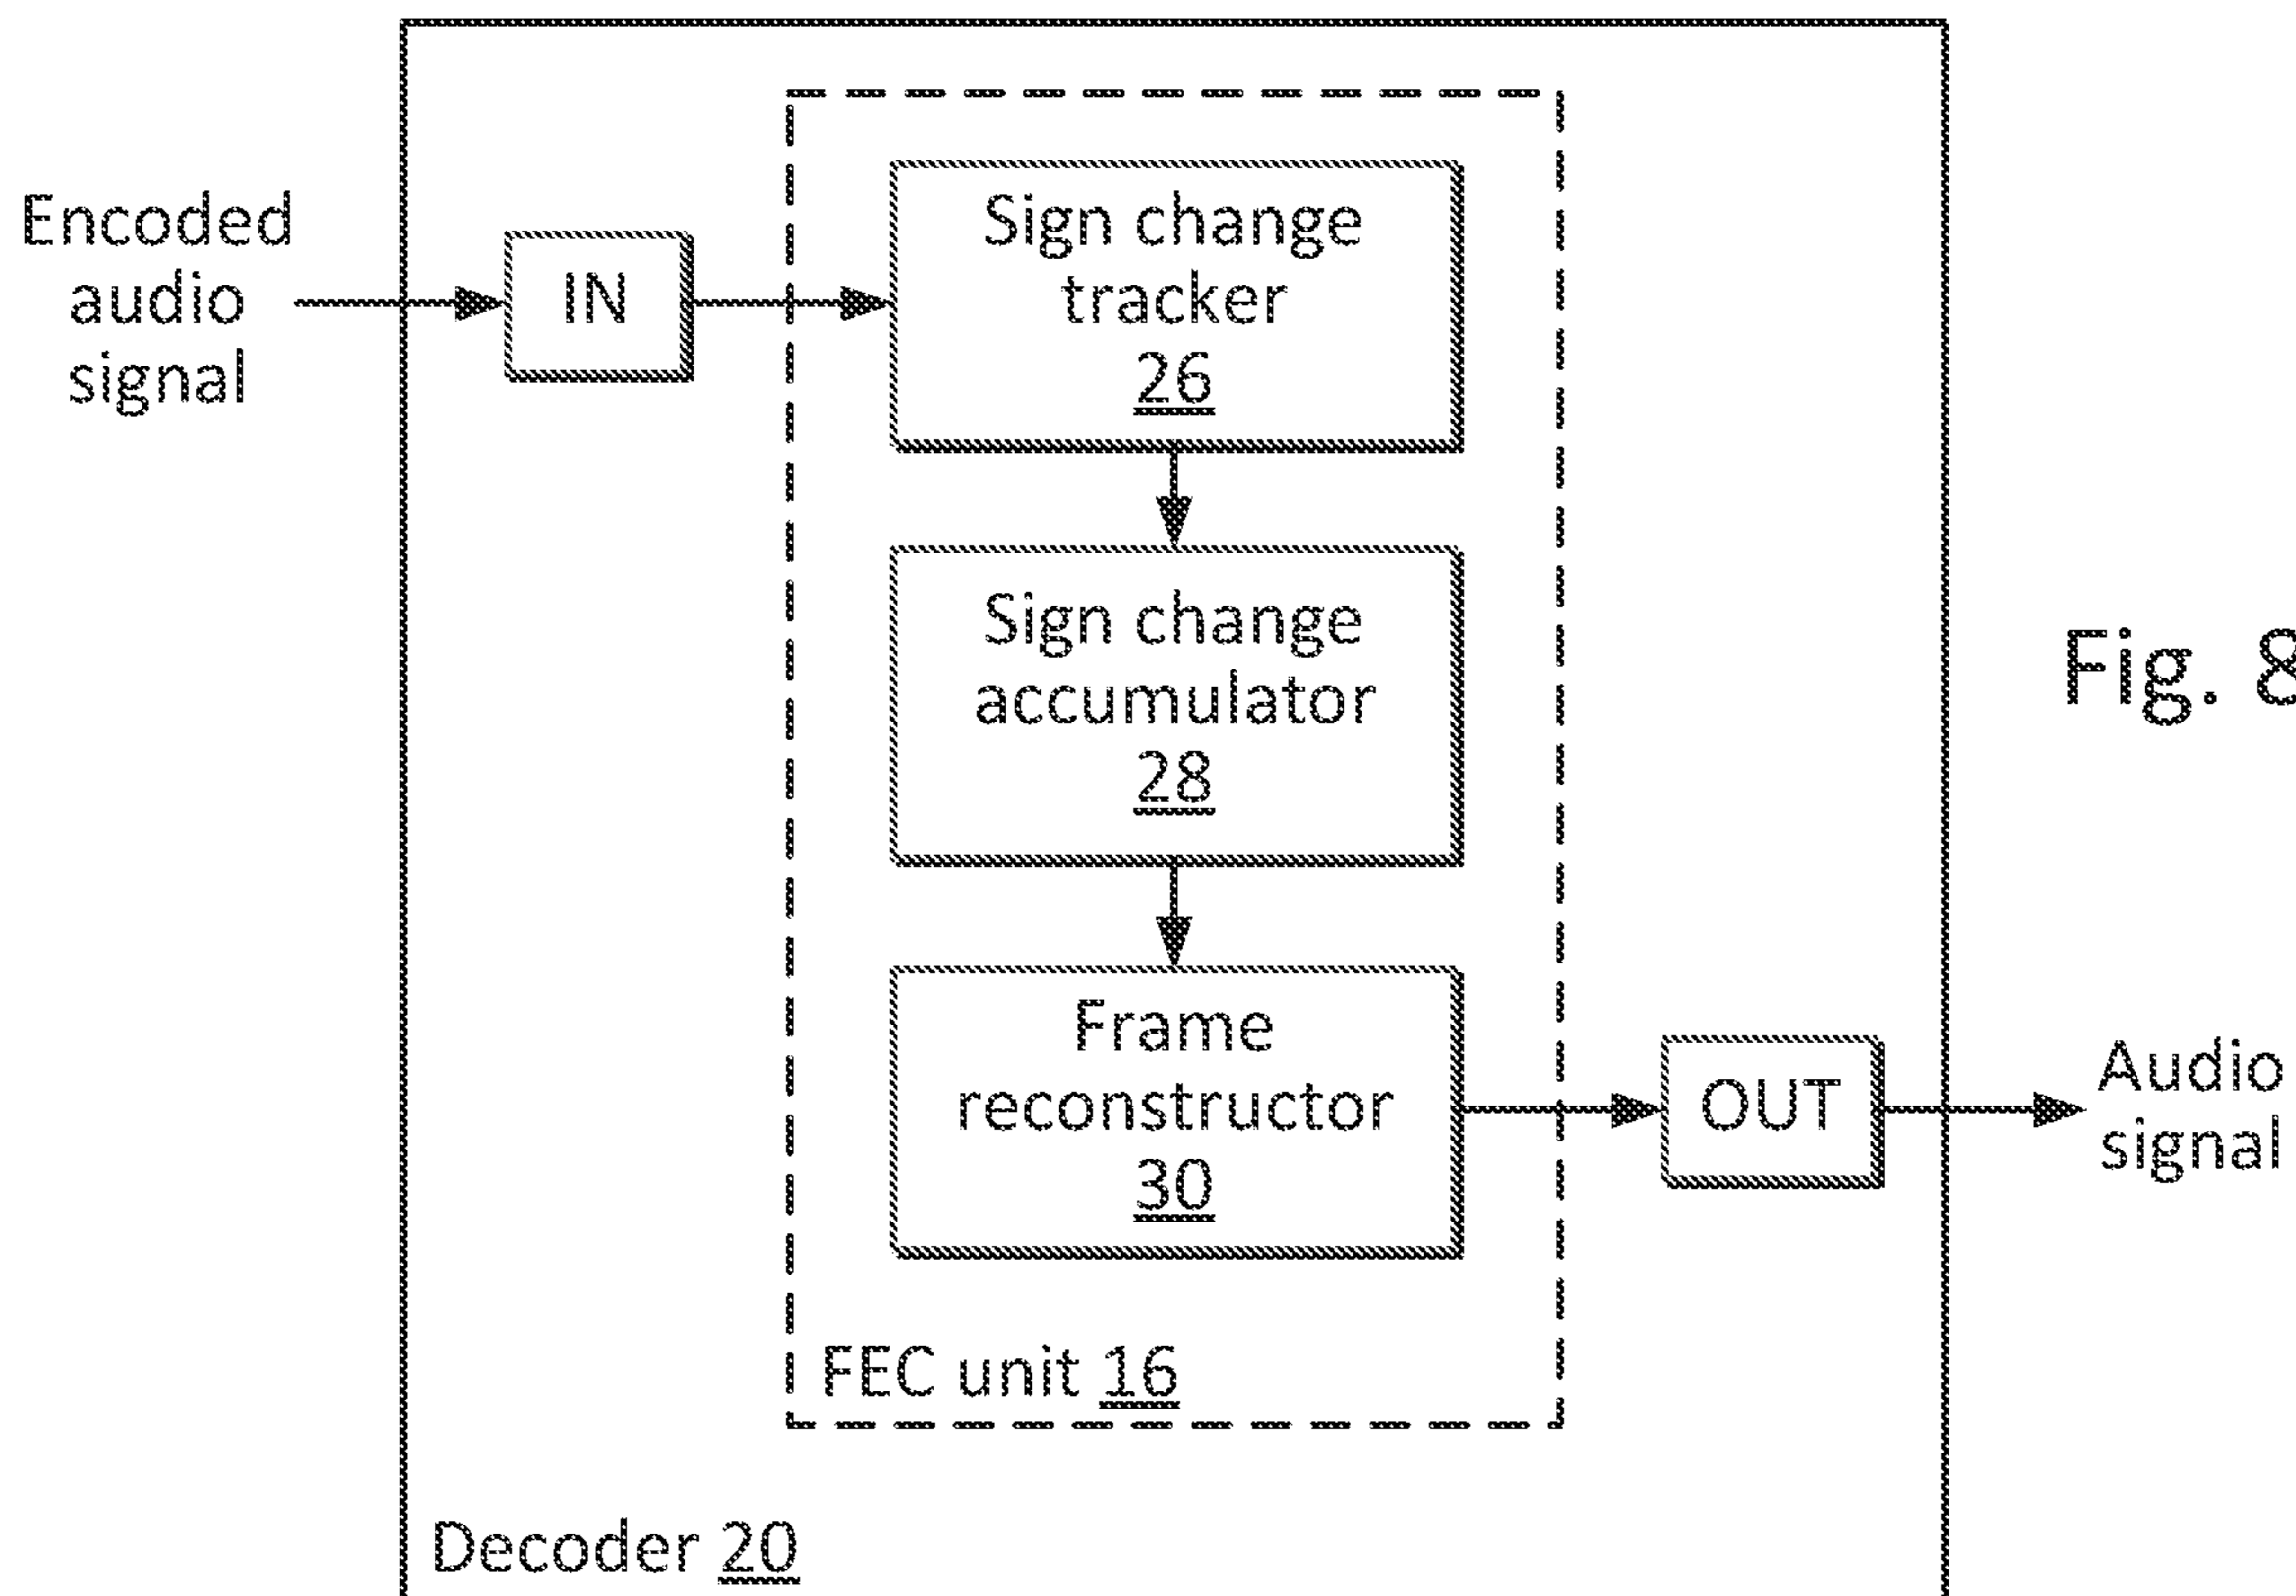 Encoded
audio
signal
IN
Sign change
tracker
26
Sign change
accumulator
28
Frame
reconstructor
30
OUT
Audio
signal
FEC unit 16
Decoder 20
Fig. 8